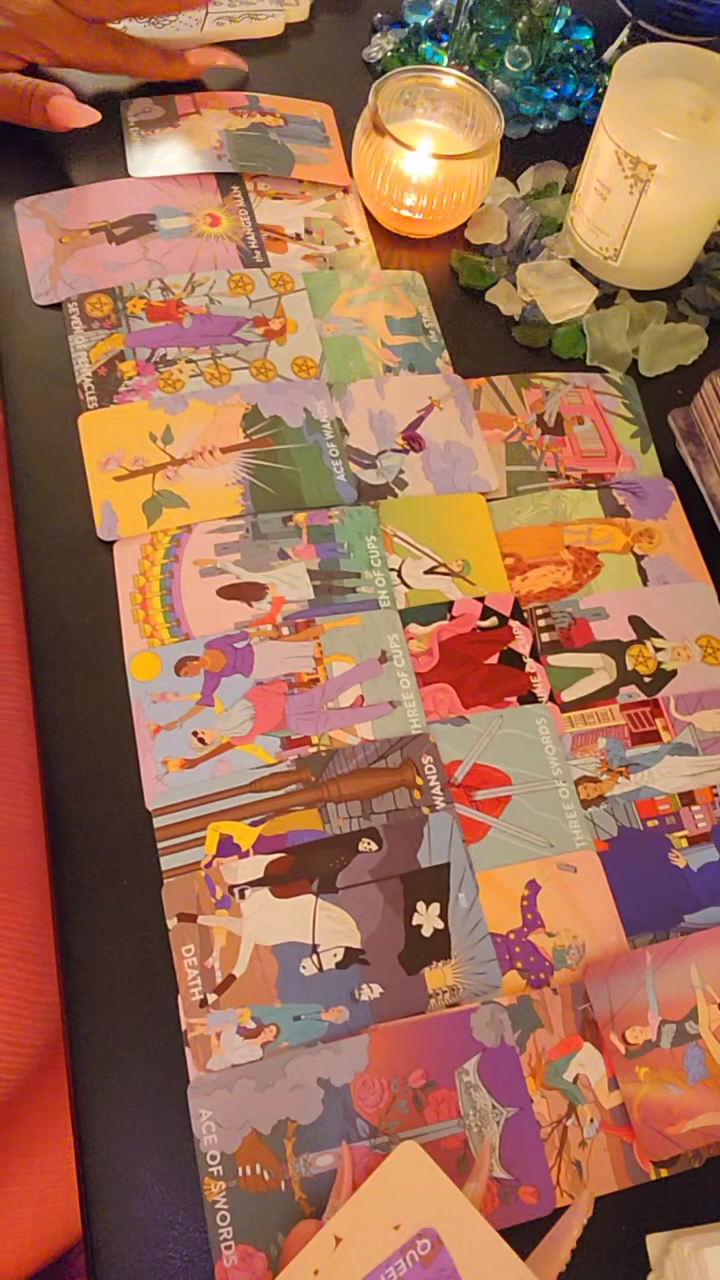 the HANGED MAN
SEVEN OF PENTACLES
the STAR
ACE OF WANDS
EN OF CUPS
THREE OF CUPS
WANDS
THREE OF SWORDS
DEATH
ACE OF SWORDS
QUEEN